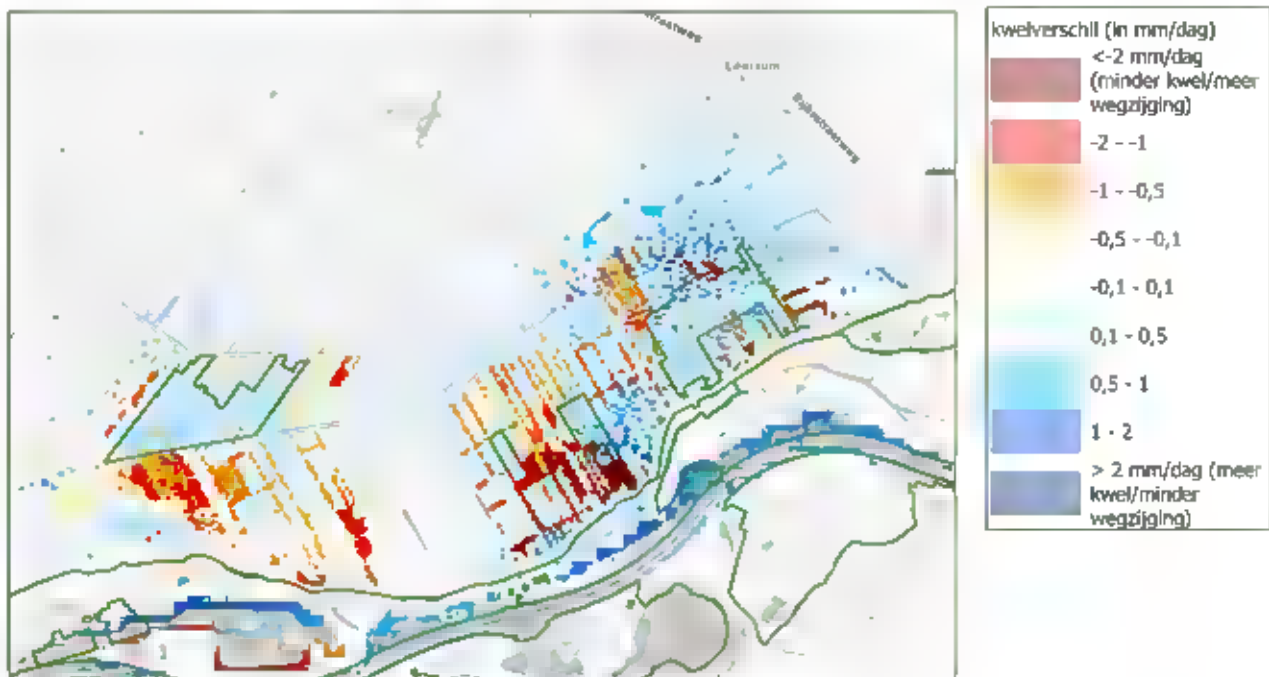 kwelverschil (in mm/dag)
<-2 mm/dag
(minder kwel/meer
wegzijging)
-2 - -1
-1 - -0,5
-0,5 - -0,1
-0,1 - 0,1
0,1 - 0,5
0,5 - 1
1 - 2
> 2 mm/dag (meer
kwel/minder
wegzijging)